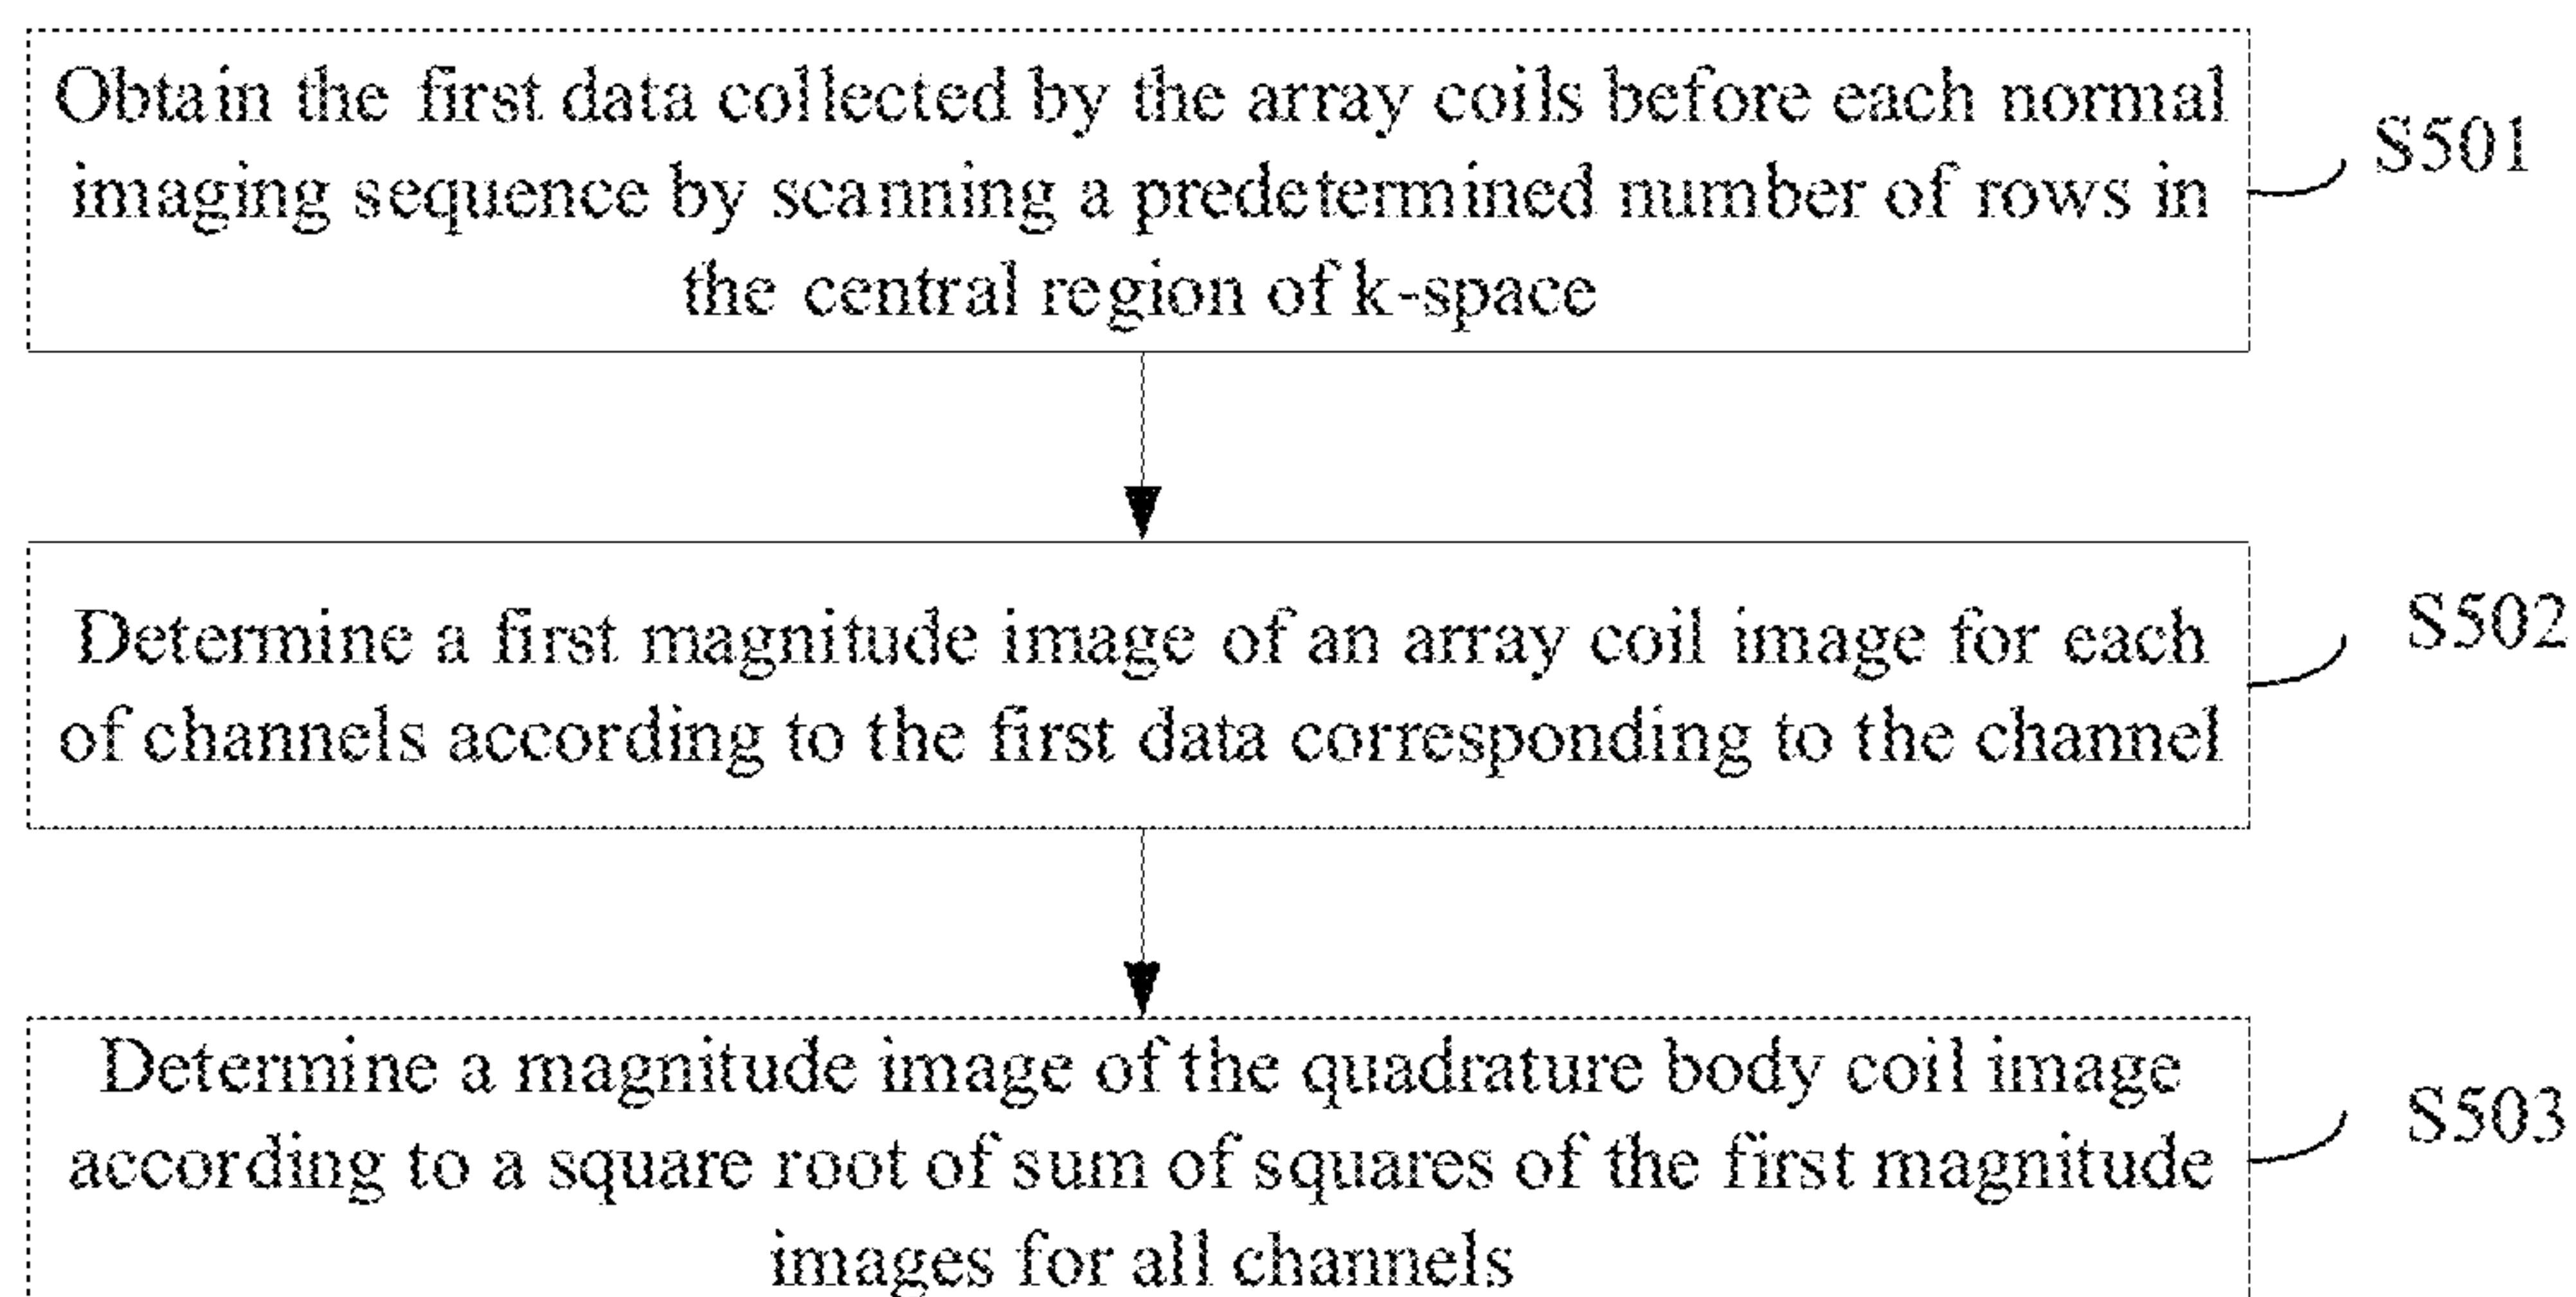 Obtain the first data collected by the array coils before each normal
imaging sequence by scanning a predetermined number of rows in
the central region of k-space
S501
Determine a first magnitude image of an array coil image for each
of channels according to the first data corresponding to the channel
S502
Determine a magnitude image of the quadrature body coil image
according to a square root of sum of squares of the first magnitude
images for all channels
S503